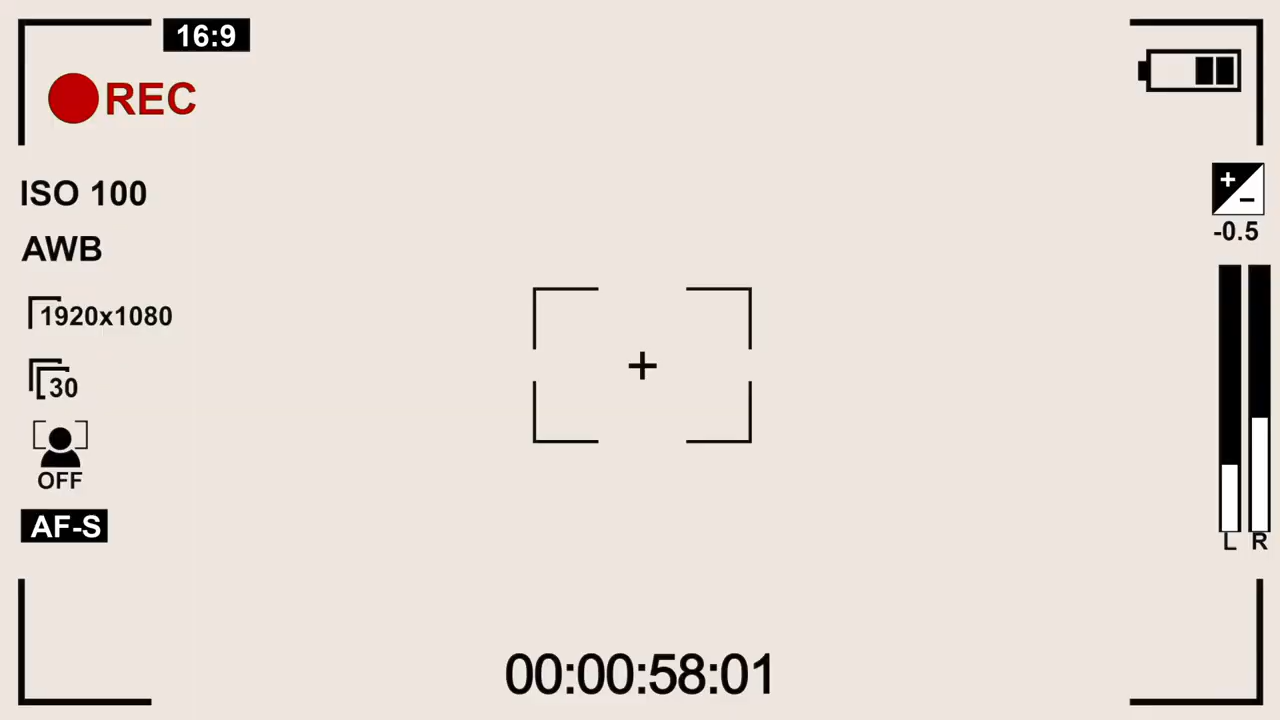 16:9
REC
ISO 100
AWB
-0.5
1920x1080
30
OFF
AF-S
L R
00:00:58:01